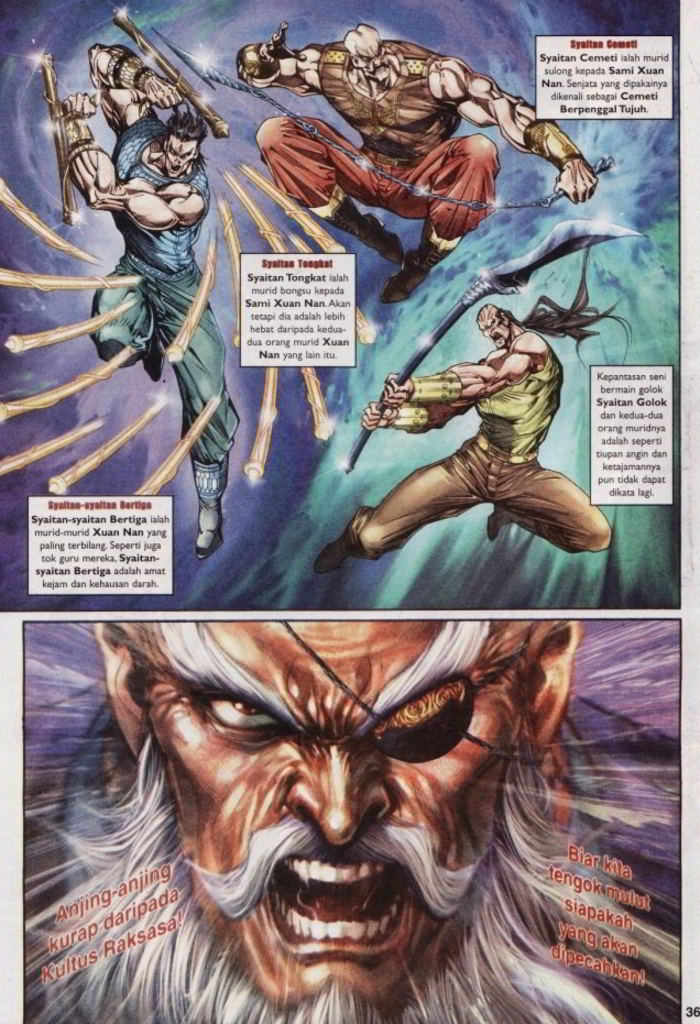 Syaitan Cemeti
Syaitan Cemeti ialah murid
sulong kepada Sami Xuan
Nan. Senjata yang dipakainya
dikenali sebagai Cemeti
Berpenggal Tujuh.
Syaitan Tongkat
Syaitan Tongkat ialah
murid bongsu kepada
Sami Xuan Nan. Akan
tetapi dia adalah lebih
hebat daripada kedua-
dua orang murid Xuan
Nan yang lain itu.
Kepantasan seni
bermain golok
Syaitan Golok
dan kedua-dua
orang muridnya
adalah seperti
tiupan angin dan
ketajamannya
pun tidak dapat
dikata lagi.
Syaitan-syaitan Bertiga
Syaitan-syaitan Bertiga ialah
murid-murid Xuan Nan yang
paling terbilang. Seperti juga
tok guru mereka, Syaitan-
syaitan Bertiga adalah amat
kejam dan kehausan darah.
Anjing-anjing
kurap daripada
Kultus Raksasa!
Biar kita
tengok mulut
siapakah
yang akan
dipecahkan!
36